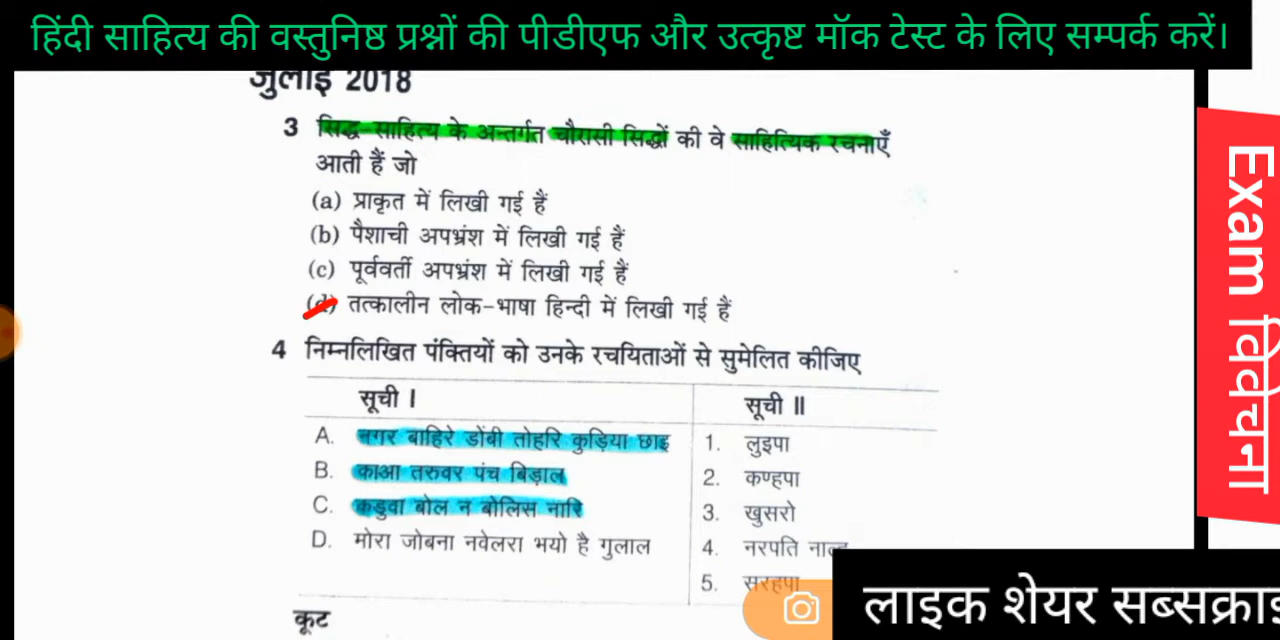 हिंदी साहित्य की वस्तुनिष्ठ प्रश्नों की पीडीएफ और उत्कृष्ट मॉक टेस्ट के लिए सम्पर्क करें।
जुलाई 2018
3 सिद्ध-साहित्य के अन्तर्गत चौरासी सिद्धों की वे साहित्यिक रचनाएँ
आती हैं जो
(a) प्राकृत में लिखी गई हैं
(b) पैशाची अपभ्रंश में लिखी गई हैं
(c) पूर्ववर्ती अपभ्रंश में लिखी गई हैं
(d) तत्कालीन लोक-भाषा हिन्दी में लिखी गई हैं
4 निम्नलिखित पंक्तियों को उनके रचयिताओं से सुमेलित कीजिए
सूची I सूची II
A. नगर बाहिरे डोंबी तोहरि कुड़िया छाइ 1. लुइपा
B. काआ तरुवर पंच बिड़ाल 2. कण्हपा
C. कडुवा बोल न बोलिस नारि 3. खुसरो
D. मोरा जोबना नवेलरा भयो है गुलाल 4. नरपति
5. सरहपा
कूट
Exam विवेचना
लाइक शेयर